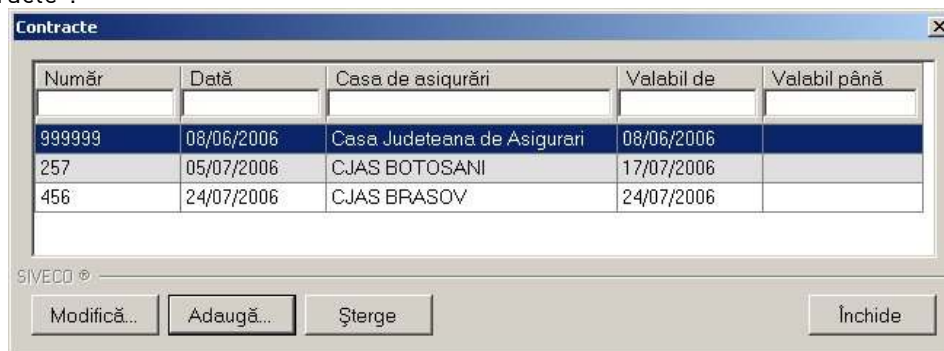 Contracte
Număr Dată Casa de asigurări Valabil de Valabil până
999999 08/06/2006 Casa Judeteana de Asigurari 08/06/2006
257 05/07/2006 CJAS BOTOSANI 17/07/2006
456 24/07/2006 CJAS BRASOV 24/07/2006
SIVECO ®
Modifică... Adaugă... Şterge Închide